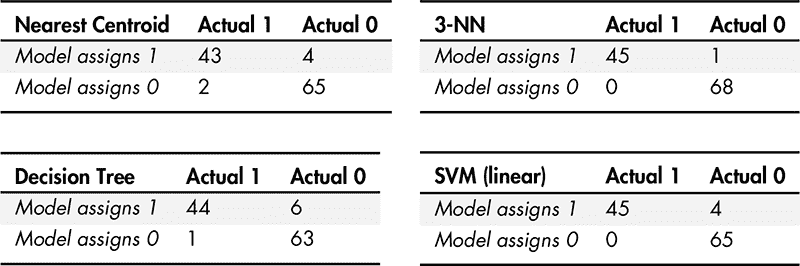 Nearest Centroid Actual 1 Actual 0
Model assigns 1 43 4
Model assigns 0 2 65
3-NN Actual 1 Actual 0
Model assigns 1 45 1
Model assigns 0 0 68
Decision Tree Actual 1 Actual 0
Model assigns 1 44 6
Model assigns 0 1 63
SVM (linear) Actual 1 Actual 0
Model assigns 1 45 4
Model assigns 0 0 65